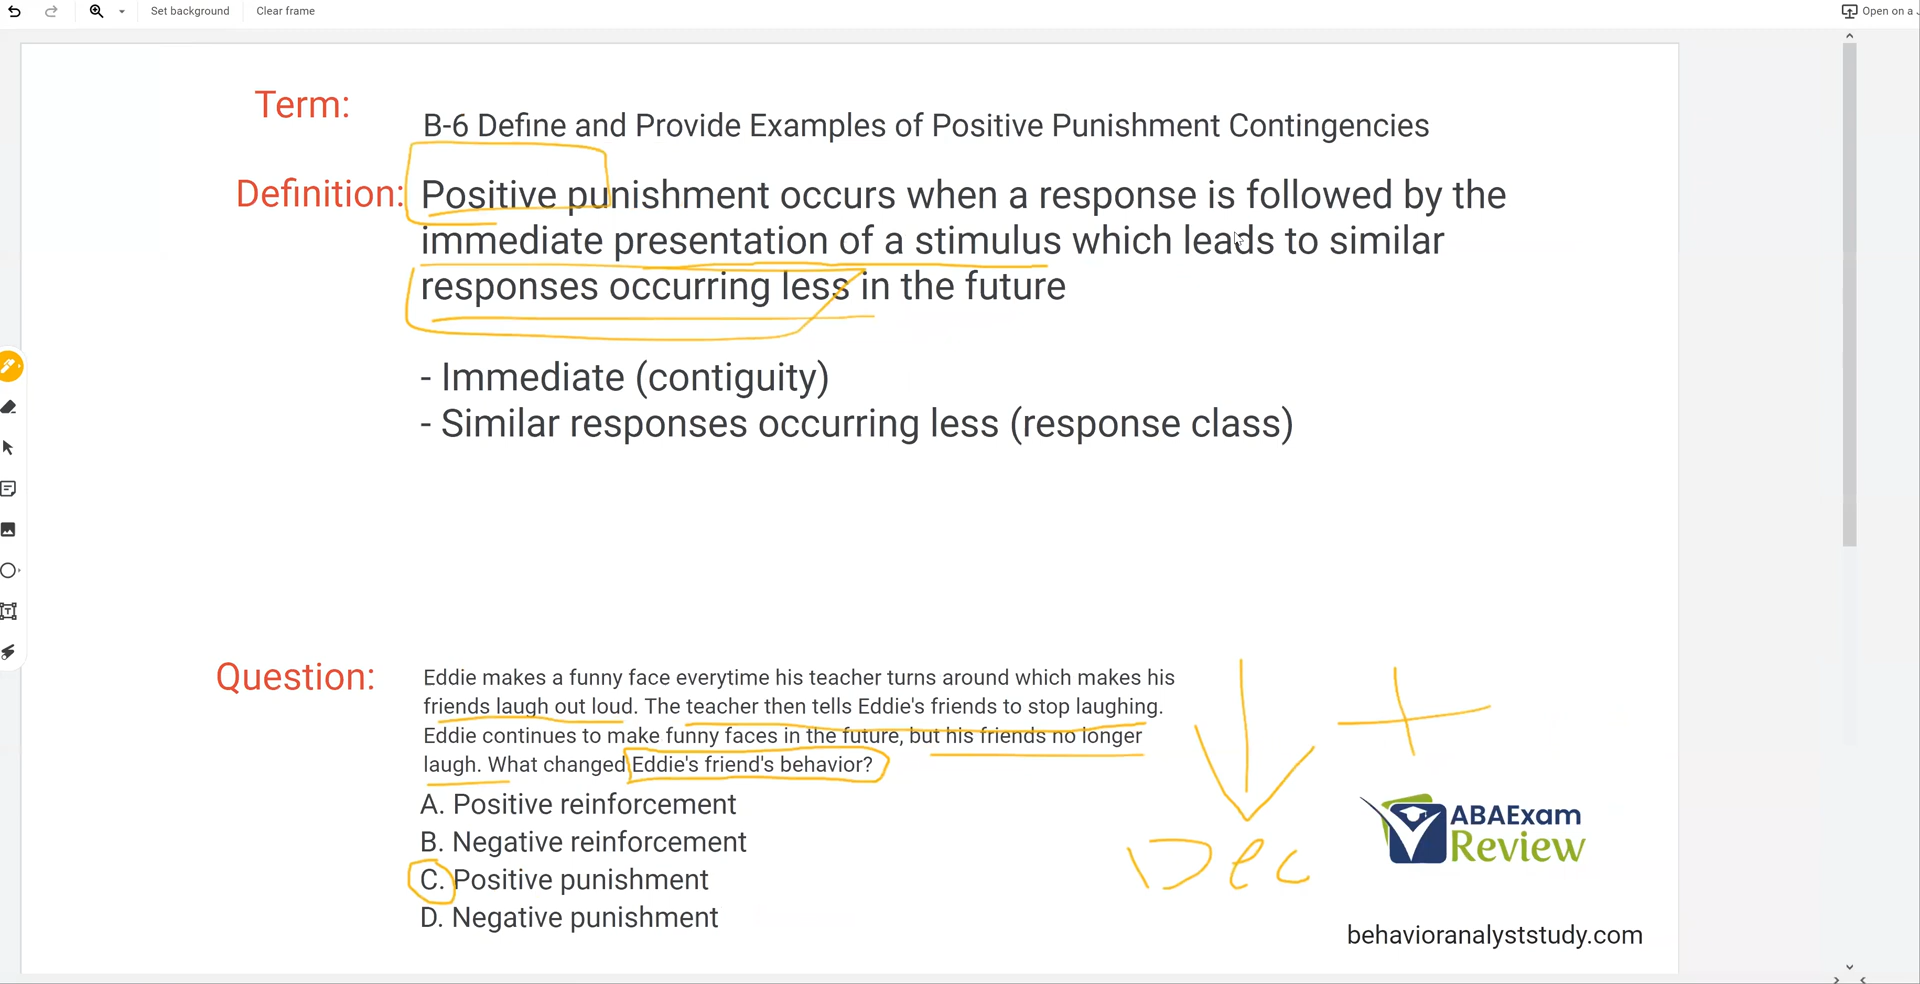 Set background
Clear frame
Open on a
Term:
B-6 Define and Provide Examples of Positive Punishment Contingencies
Definition:
Positive punishment occurs when a response is followed by the
immediate presentation of a stimulus which leads to similar
responses occurring less in the future
- Immediate (contiguity)
- Similar responses occurring less (response class)
Question:
Eddie makes a funny face everytime his teacher turns around which makes his
friends laugh out loud. The teacher then tells Eddie's friends to stop laughing.
Eddie continues to make funny faces in the future, but his friends no longer
laugh. What changed Eddie's friend's behavior?
A. Positive reinforcement
B. Negative reinforcement
C. Positive punishment
D. Negative punishment
Dec
ABAExam
Review
behavioranalyststudy.com